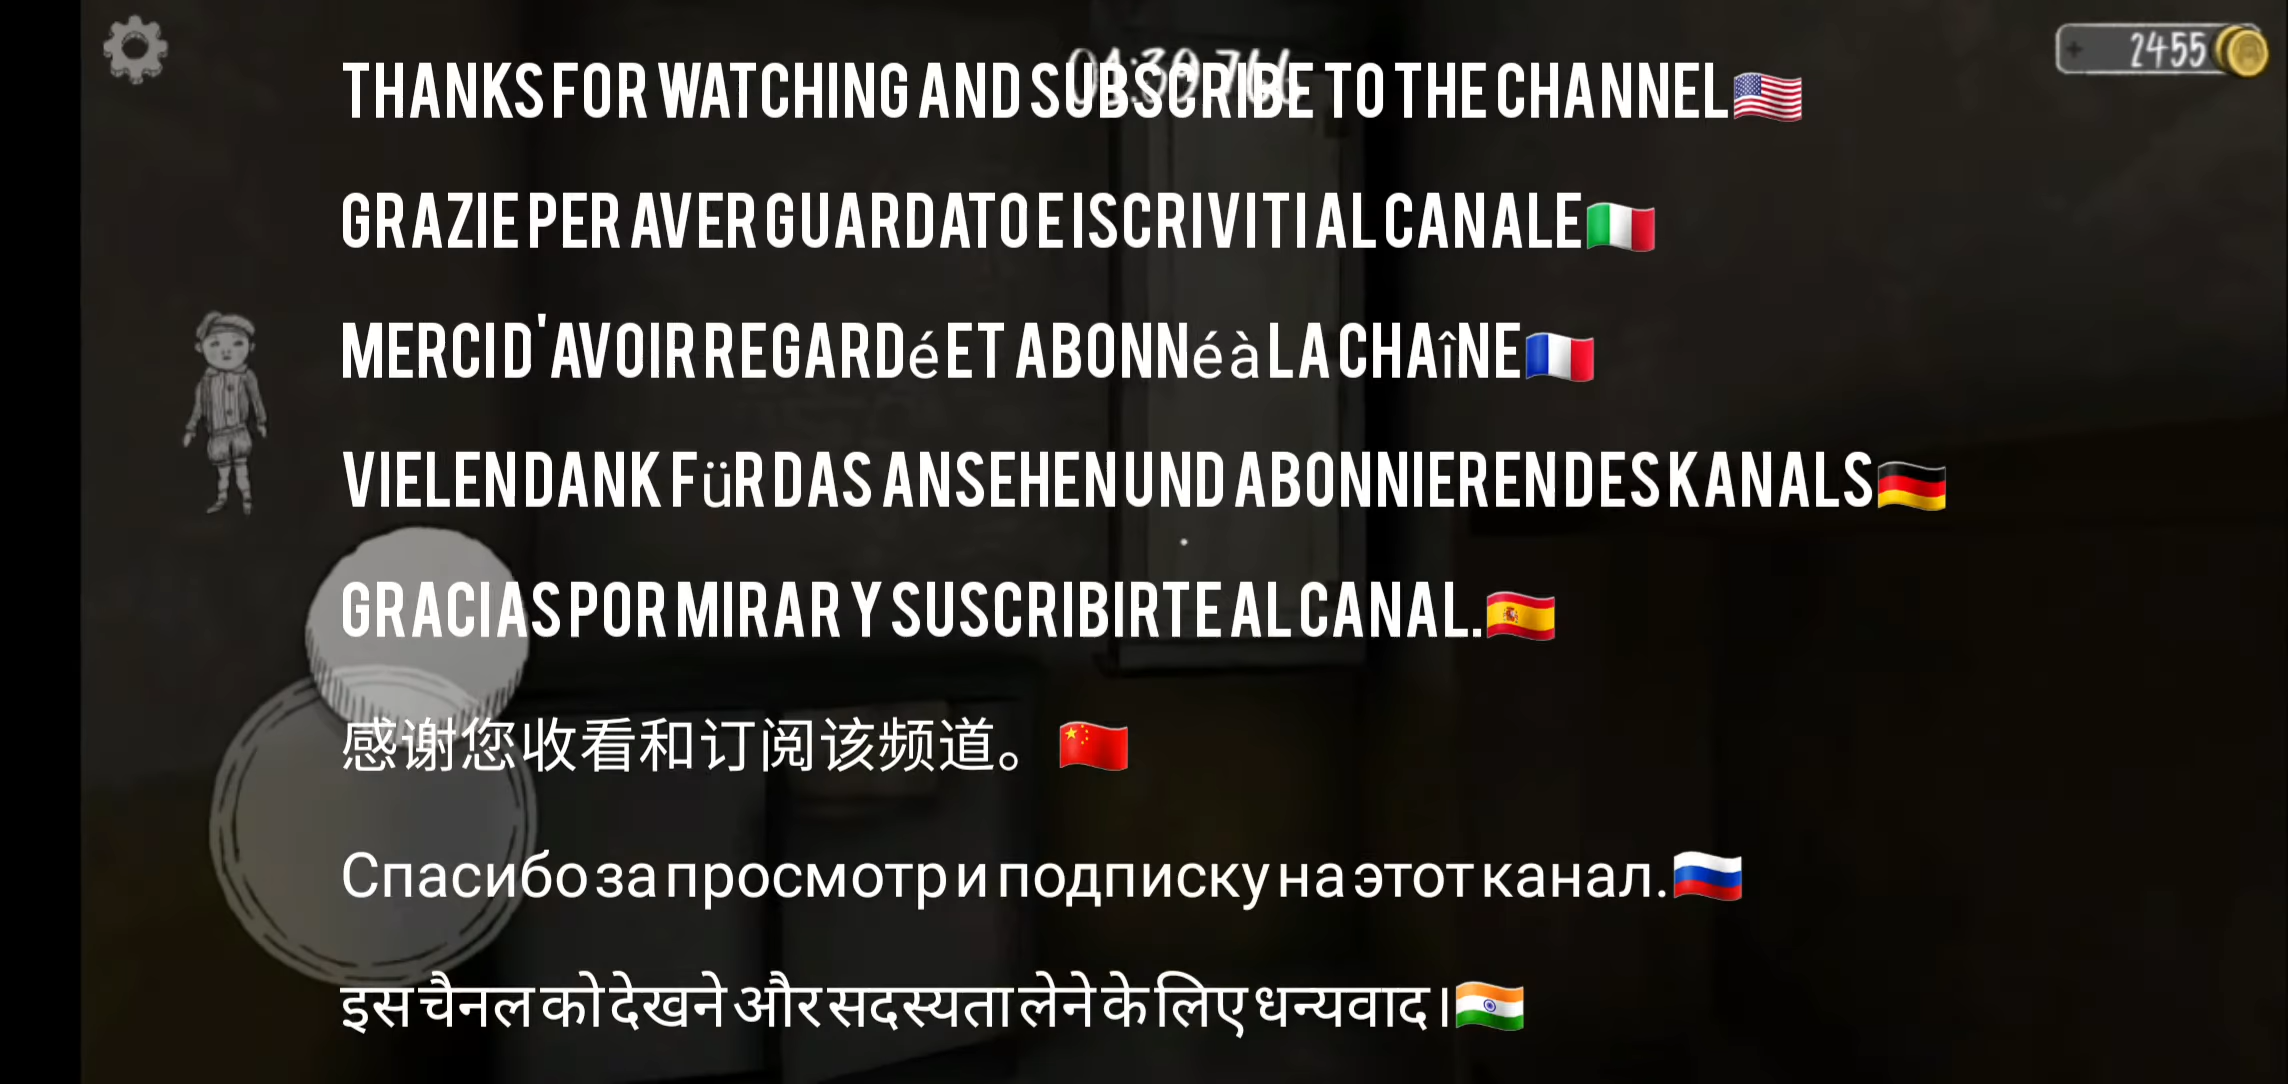 THANKS FOR WATCHING AND SUBSCRIBE TO THE CHANNEL🇺🇸
2455
GRAZIE PER AVER GUARDATO E ISCRIVITI AL CANALE🇮🇹
MERCI D'AVOIR REGARDé ET ABONNé à LA CHAîNE🇫🇷
VIELEN DANK FüR DAS ANSEHEN UND ABONNIEREN DES KANALS🇩🇪
GRACIAS POR MIRAR Y SUSCRIBIRTE AL CANAL.🇪🇸
感谢您收看和订阅该频道。🇨🇳
Спасибо за просмотр и подписку на этот канал.🇷🇺
इस चैनल को देखने और सदस्यता लेने के लिए धन्यवाद।🇮🇳